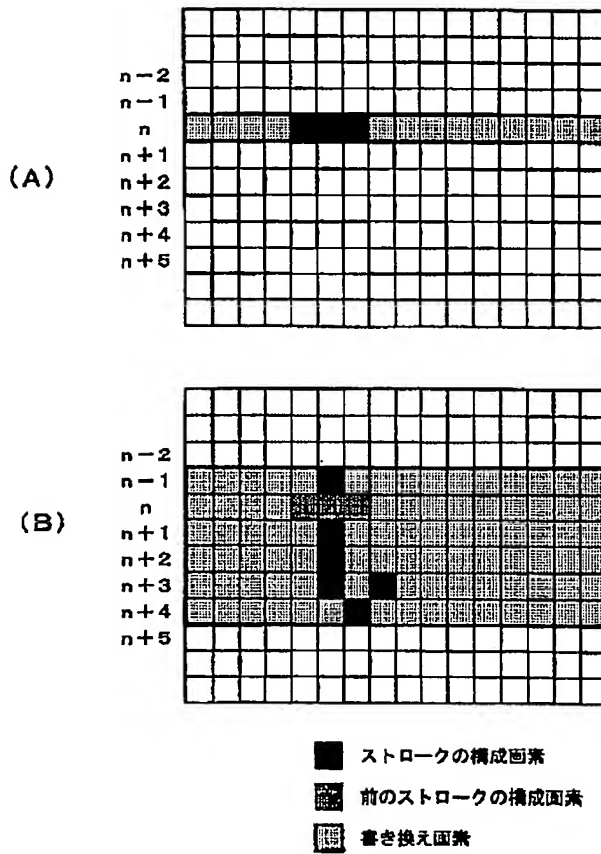 n−2
n−1
n
n+1
(A)
n+2
n+3
n+4
n+5
n−2
n−1
n
(B)
n+1
n+2
n+3
n+4
n+5
ストロークの構成画素
前のストロークの構成画素
書き換え画素